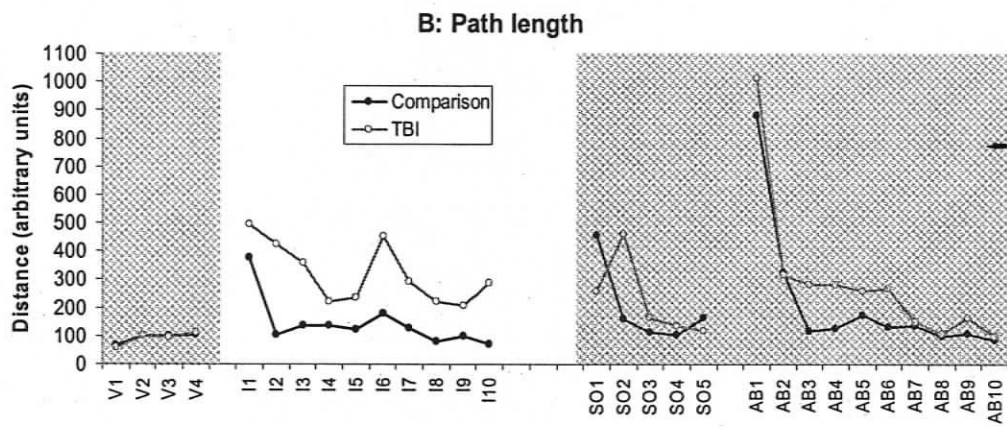 B: Path length
Distance (arbitrary units)
1100
1000
900
800
700
600
500
400
300
200
100
0
Comparison
TBI
V1 V2 V3 V4 I1 I2 I3 I4 I5 I6 I7 I8 I9 I10 SO1 SO2 SO3 SO4 SO5 AB1 AB2 AB3 AB4 AB5 AB6 AB7 AB8 AB9 AB10